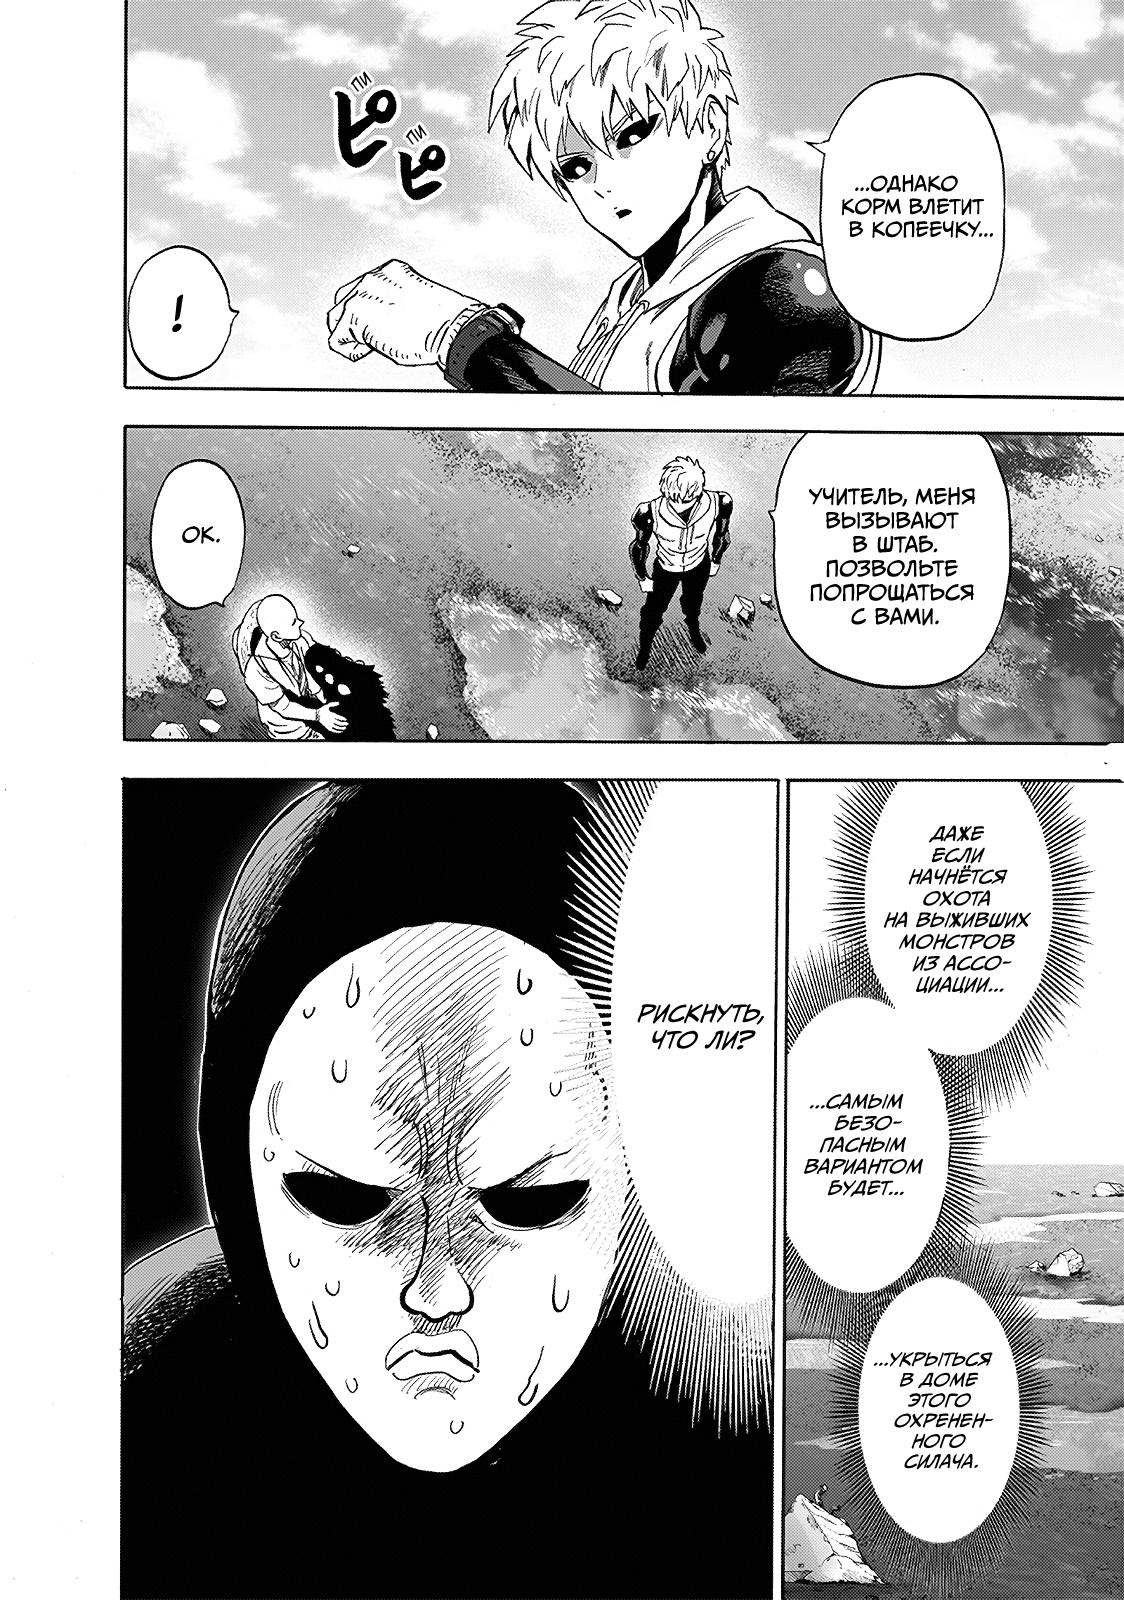 ...ОДНАКО
КОРМ ВЛЕТИТ
В КОПЕЕЧКУ...
ПИ
ピピ
ПИ
ピピ
!
УЧИТЕЛЬ, МЕНЯ
ВЫЗЫВАЮТ
В ШТАБ.
ПОЗВОЛЬТЕ
ПОПРОЩАТЬСЯ
С ВАМИ.
ОК.
ДАЖЕ
ЕСЛИ
НАЧНЁТСЯ
ОХОТА
НА ВЫЖИВШИХ
МОНСТРОВ
ИЗ АССО-
ЦИАЦИИ...
...САМЫМ
БЕЗО-
ПАСНЫМ
ВАРИАНТОМ
БУДЕТ...
...УКРЫТЬСЯ
В ДОМЕ
ЭТОГО
ОХРЕНЕН-
НОГО
СИЛАЧА.
РИСКНУТЬ,
ЧТО ЛИ?